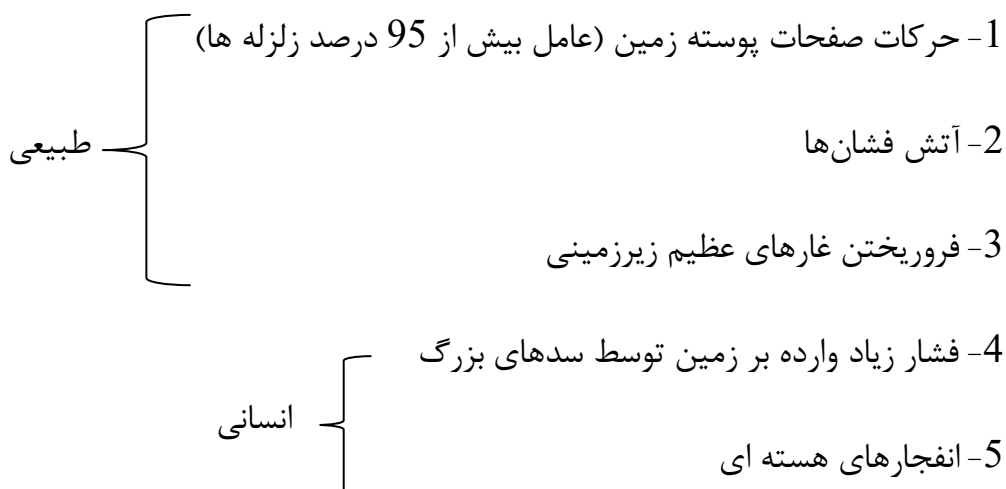 1- حرکات صفحات پوسته زمین (عامل بیش از 95 درصد زلزله ها)
2- آتش فشان‌ها
طبیعی
3- فروریختن غارهای عظیم زیرزمینی
4- فشار زیاد وارده بر زمین توسط سدهای بزرگ
انسانی
5- انفجارهای هسته ای